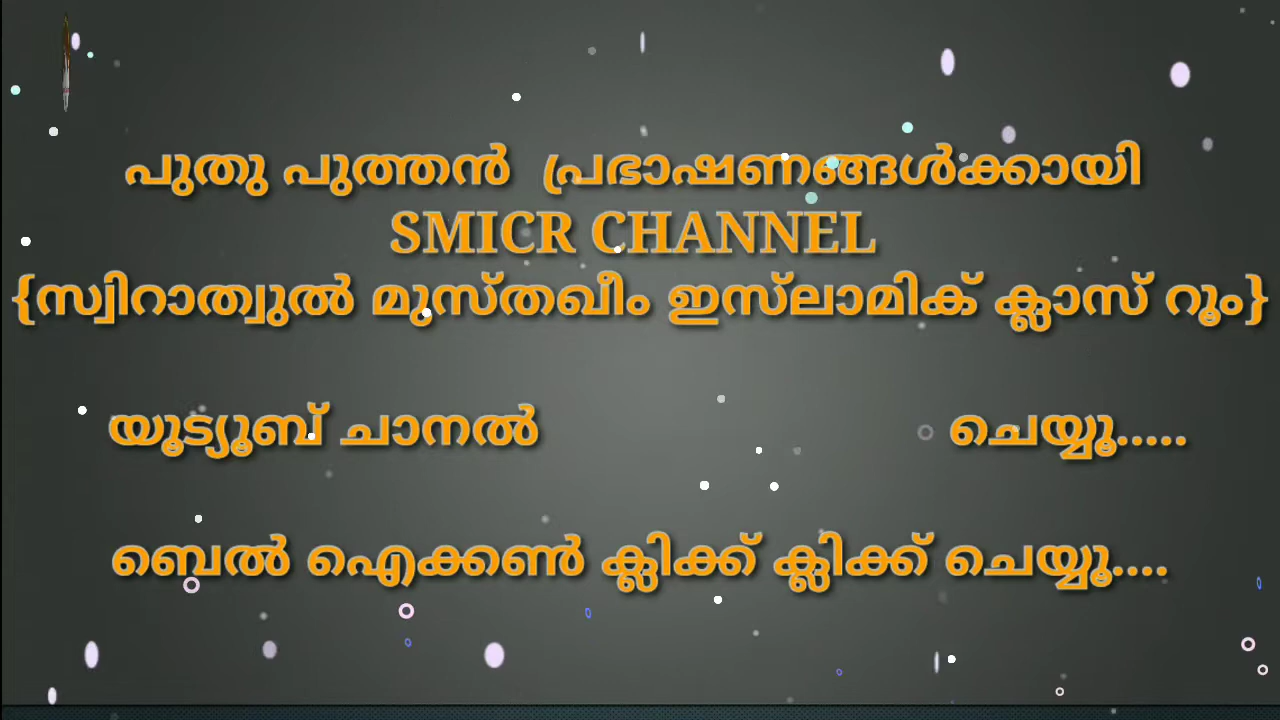 പുതു പുത്തൻ പ്രഭാഷണങ്ങൾക്കായി
SMICR CHANNEL
{സ്വിറാത്വുൽ മുസ്തഖീം ഇസ്‌ലാമിക് ക്ലാസ് റൂം}
യൂട്യൂബ് ചാനൽ ചെയ്യൂ.....
ബെൽ ഐക്കൺ ക്ലിക്ക് ക്ലിക്ക് ചെയ്യൂ....